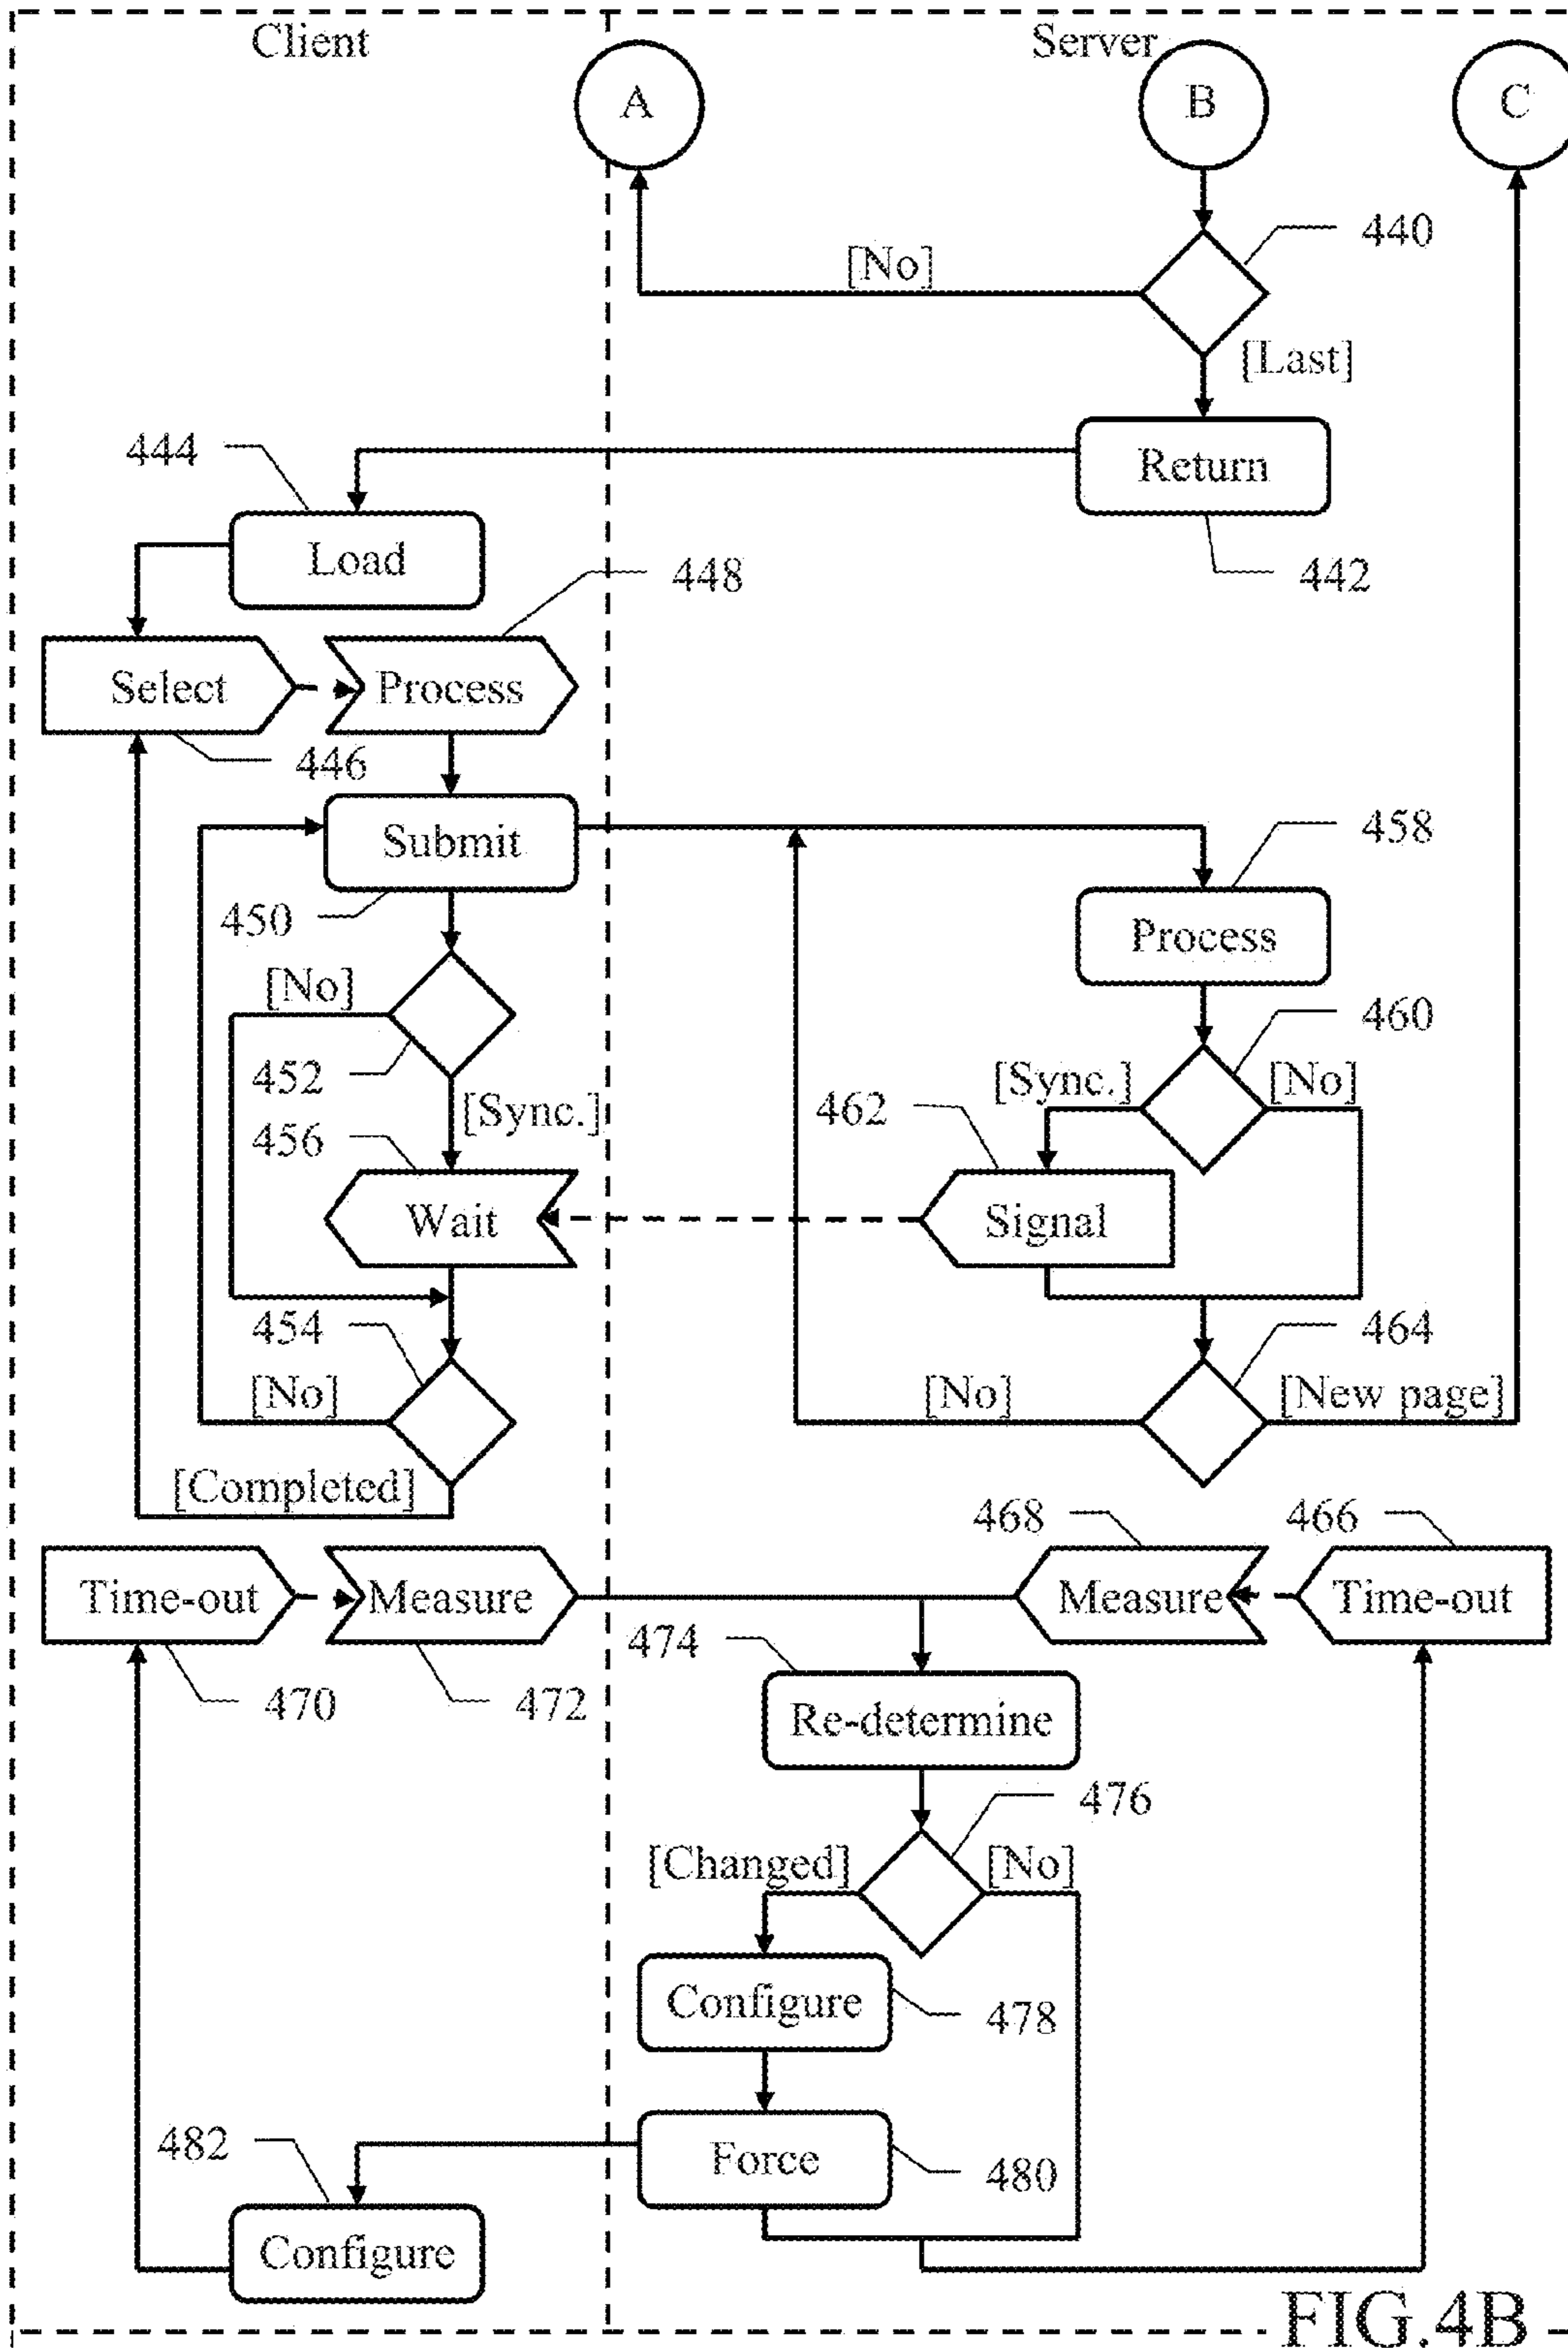 Client
Server
A
B
C
440
[No]
[Last]
444
Return
Load
448
442
Select
Process
446
Submit
458
450
Process
[No]
460
452
[Sync.]
[No]
[Sync.]
462
456
Wait
Signal
454
464
[No]
[No]
[New page]
[Completed]
468
466
Time-out
Measure
Measure
Time-out
474
470
472
Re-determine
476
[Changed]
[No]
Configure
478
482
Force
480
Configure
FIG.4B